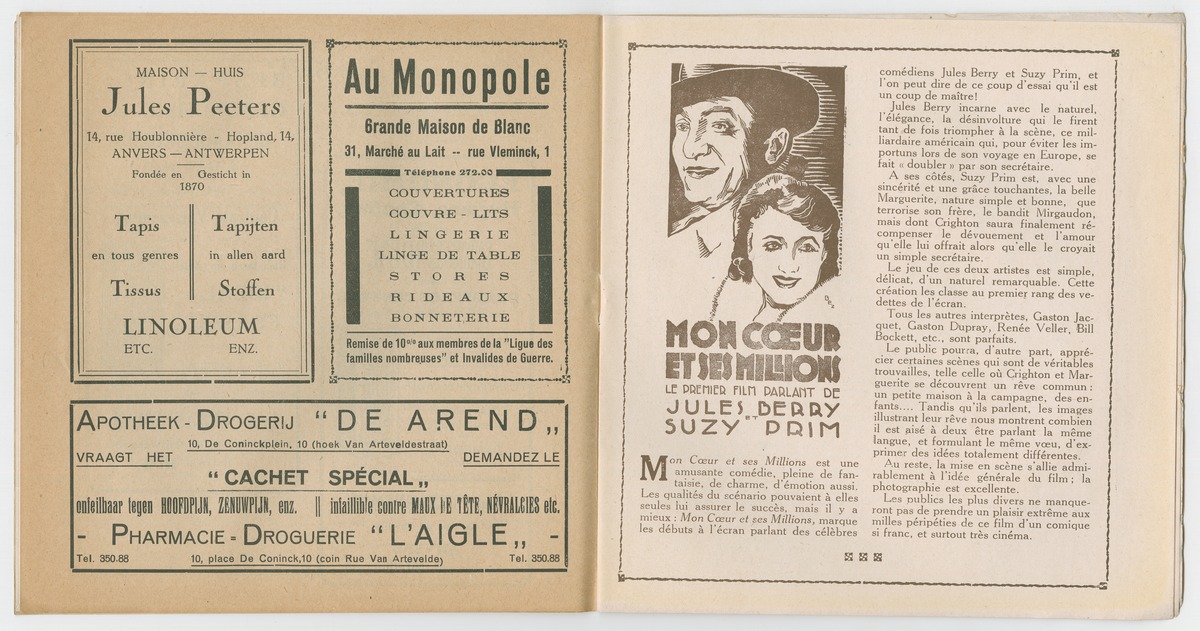 MAISON — HUIS
Jules Peeters
14, rue Houblonnière - Hopland, 14,
ANVERS — ANTWERPEN
Fondée en Gesticht in
1870
Tapis
en tous genres
Tissus
Tapijten
in allen aard
Stoffen
LINOLEUM
ETC. ENZ.
Au Monopole
Grande Maison de Blanc
31, Marché au Lait -- rue Vleminck, 1
Téléphone 272.00
COUVERTURES
COUVRE - LITS
LINGERIE
LINGE DE TABLE
STORES
RIDEAUX
BONNETERIE
Remise de 10% aux membres de la "Ligue des
familles nombreuses" et Invalides de Guerre.
APOTHEEK - DROGERIJ “DE AREND„
10, De Coninckplein, 10 (hoek Van Arteveldestraat)
VRAAGT HET DEMANDEZ LE
“CACHET SPÉCIAL„
onfeilbaar tegen HOOFDPIJN, ZENUWPIJN, enz. || infaillible contre MAUX DE TÊTE, NÉVRALGIES etc.
- PHARMACIE = DROGUERIE “L'AIGLE„ -
Tel. 350.88 10, place De Coninck,10 (coin Rue Van Artevelde) Tel. 350.88
MON CŒUR
ET SES MILLIONS
LE PREMIER FILM PARLANT DE
JULES BERRY
ET
SUZY PRIM
Mon Cœur et ses Millions est une
amusante comédie, pleine de fan-
taisie, de charme, d'émotion aussi.
Les qualités du scénario pouvaient à elles
seules lui assurer le succès, mais il y a
mieux : Mon Cœur et ses Millions, marque
les débuts à l'écran parlant des célèbres
comédiens Jules Berry et Suzy Prim, et
l'on peut dire de ce coup d'essai qu'il est
un coup de maître!
Jules Berry incarne avec le naturel,
l'élégance, la désinvolture qui le firent
tant de fois triompher à la scène, ce mil-
liardaire américain qui, pour éviter les im-
portuns lors de son voyage en Europe, se
fait « doubler » par son secrétaire.
A ses côtés, Suzy Prim est, avec une
sincérité et une grâce touchantes, la belle
Marguerite, nature simple et bonne, que
terrorise son frère, le bandit Mirgaudon,
mais dont Crighton saura finalement ré-
compenser le dévouement et l'amour
qu'elle lui offrait alors qu'elle le croyait
un simple secrétaire.
Le jeu de ces deux artistes est simple,
délicat, d'un naturel remarquable. Cette
création les classe au premier rang des ve-
dettes de l'écran.
Tous les autres interprètes, Gaston Jac-
quet, Gaston Dupray, Renée Veller, Bill
Bockett, etc., sont parfaits.
Le public pourra, d'autre part, appré-
cier certaines scènes qui sont de véritables
trouvailles, telle celle où Crighton et Mar-
guerite se découvrent un rêve commun :
un petite maison à la campagne, des en-
fants.... Tandis qu'ils parlent, les images
illustrant leur rêve nous montrent combien
il est aisé à deux être parlant la même
langue, et formulant le même vœu, d'ex-
primer des idées totalement différentes.
Au reste, la mise en scène s'allie admi-
rablement à l'idée générale du film ; la
photographie est excellente.
Les publics les plus divers ne manque-
ront pas de prendre un plaisir extrême aux
milles péripéties de ce film d'un comique
si franc, et surtout très cinéma.